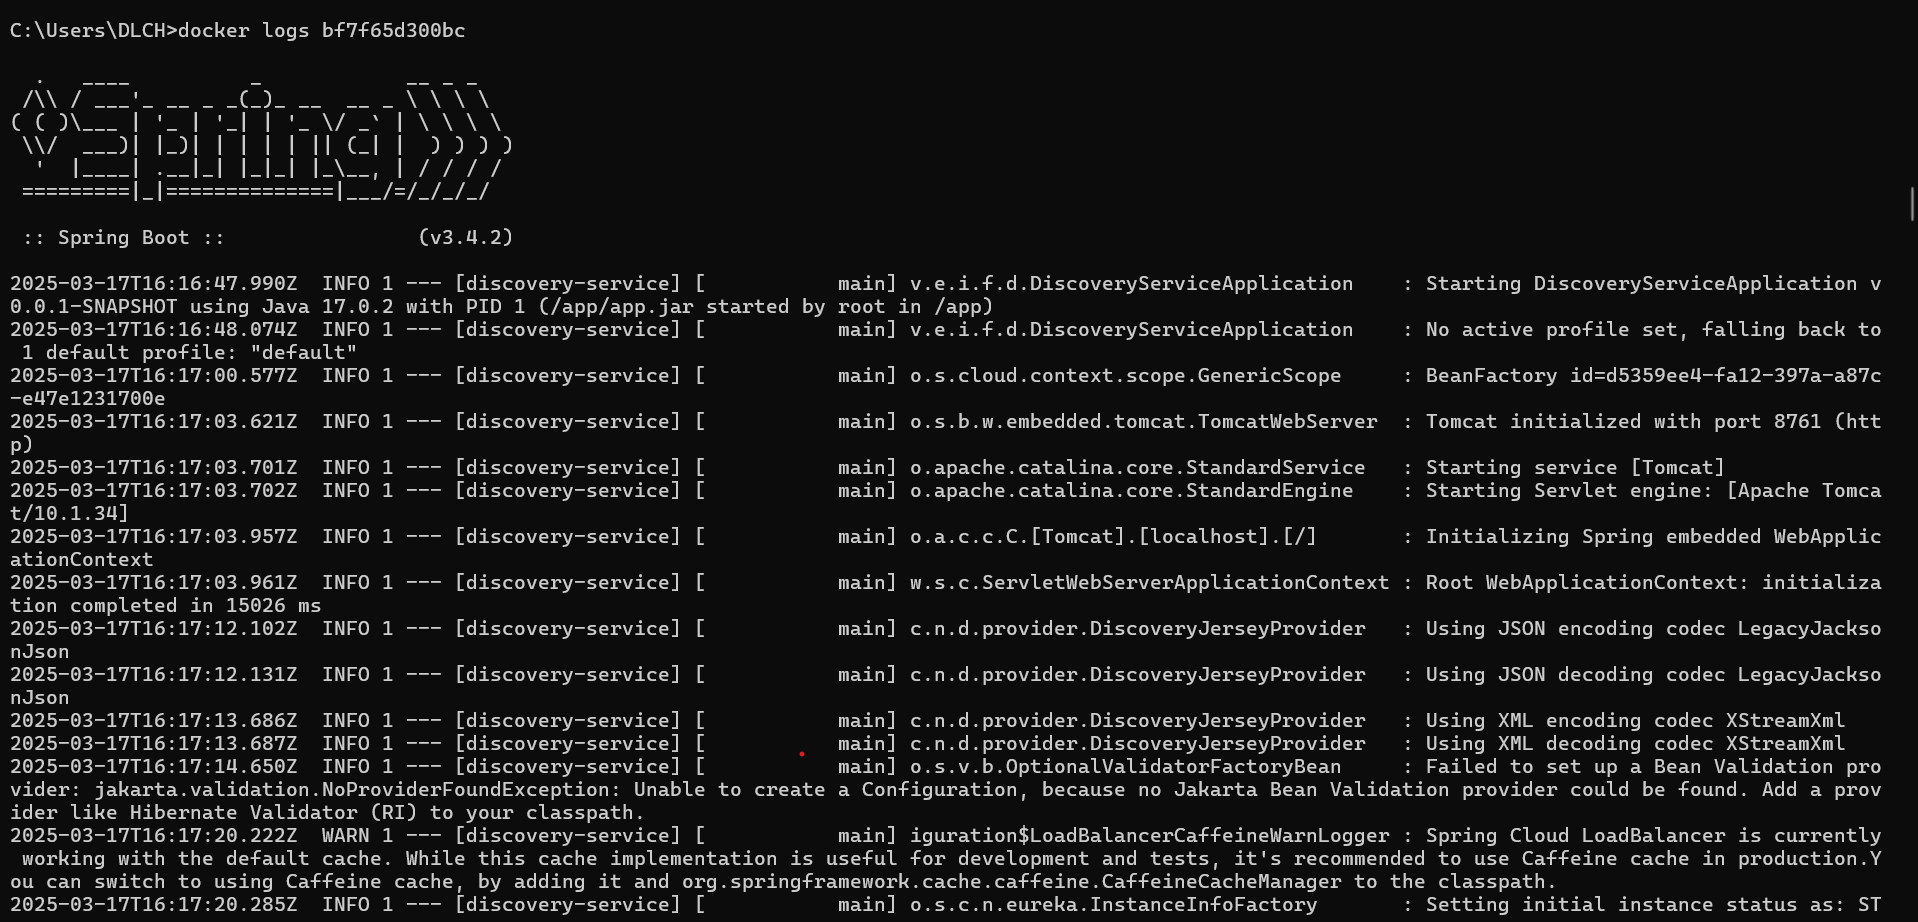 C:\Users\DLCH>docker logs bf7f65d300bc
  .   ____          _            __ _ _
 /\\ / ___'_ __ _ _(_)_ __  __ _ \ \ \ \
( ( )\___ | '_ | '_| | '_ \/ _` | \ \ \ \
 \\/  ___)| |_)| | | | | || (_| |  ) ) ) )
  '  |____| .__|_| |_|_| |_\__, | / / / /
 =========|_|==============|___/=/_/_/_/
 :: Spring Boot ::                (v3.4.2)
2025-03-17T16:16:47.990Z  INFO 1 --- [discovery-service] [           main] v.e.i.f.d.DiscoveryServiceApplication    : Starting DiscoveryServiceApplication v
0.0.1-SNAPSHOT using Java 17.0.2 with PID 1 (/app/app.jar started by root in /app)
2025-03-17T16:16:48.074Z  INFO 1 --- [discovery-service] [           main] v.e.i.f.d.DiscoveryServiceApplication    : No active profile set, falling back to
 1 default profile: "default"
2025-03-17T16:17:00.577Z  INFO 1 --- [discovery-service] [           main] o.s.cloud.context.scope.GenericScope     : BeanFactory id=d5359ee4-fa12-397a-a87c
-e47e1231700e
2025-03-17T16:17:03.621Z  INFO 1 --- [discovery-service] [           main] o.s.b.w.embedded.tomcat.TomcatWebServer  : Tomcat initialized with port 8761 (htt
p)
2025-03-17T16:17:03.701Z  INFO 1 --- [discovery-service] [           main] o.apache.catalina.core.StandardService   : Starting service [Tomcat]
2025-03-17T16:17:03.702Z  INFO 1 --- [discovery-service] [           main] o.apache.catalina.core.StandardEngine    : Starting Servlet engine: [Apache Tomca
t/10.1.34]
2025-03-17T16:17:03.957Z  INFO 1 --- [discovery-service] [           main] o.a.c.c.C.[Tomcat].[localhost].[/]       : Initializing Spring embedded WebApplic
ationContext
2025-03-17T16:17:03.961Z  INFO 1 --- [discovery-service] [           main] w.s.c.ServletWebServerApplicationContext : Root WebApplicationContext: initializa
tion completed in 15026 ms
2025-03-17T16:17:12.102Z  INFO 1 --- [discovery-service] [           main] c.n.d.provider.DiscoveryJerseyProvider   : Using JSON encoding codec LegacyJackso
nJson
2025-03-17T16:17:12.131Z  INFO 1 --- [discovery-service] [           main] c.n.d.provider.DiscoveryJerseyProvider   : Using JSON decoding codec LegacyJackso
nJson
2025-03-17T16:17:13.686Z  INFO 1 --- [discovery-service] [           main] c.n.d.provider.DiscoveryJerseyProvider   : Using XML encoding codec XStreamXml
2025-03-17T16:17:13.687Z  INFO 1 --- [discovery-service] [           main] c.n.d.provider.DiscoveryJerseyProvider   : Using XML decoding codec XStreamXml
2025-03-17T16:17:14.650Z  INFO 1 --- [discovery-service] [           main] o.s.v.b.OptionalValidatorFactoryBean     : Failed to set up a Bean Validation pro
vider: jakarta.validation.NoProviderFoundException: Unable to create a Configuration, because no Jakarta Bean Validation provider could be found. Add a prov
ider like Hibernate Validator (RI) to your classpath.
2025-03-17T16:17:20.222Z  WARN 1 --- [discovery-service] [           main] iguration$LoadBalancerCaffeineWarnLogger : Spring Cloud LoadBalancer is currently
 working with the default cache. While this cache implementation is useful for development and tests, it's recommended to use Caffeine cache in production.Y
ou can switch to using Caffeine cache, by adding it and org.springframework.cache.caffeine.CaffeineCacheManager to the classpath.
2025-03-17T16:17:20.285Z  INFO 1 --- [discovery-service] [           main] o.s.c.n.eureka.InstanceInfoFactory       : Setting initial instance status as: ST